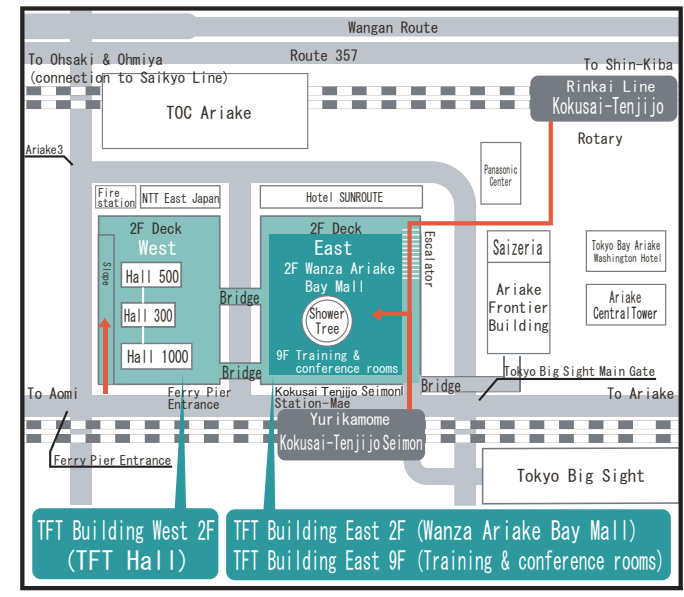 Wangan Route
Route 357
To Ohsaki & Ohmiya
(connection to Saikyo Line)
To Shin-Kiba
Rinkai Line
Kokusai-Tenjijo
TOC Ariake
Rotary
Ariake3
Panasonic
Center
Fire
station
NTT East Japan
Hotel SUNROUTE
2F Deck
West
2F Deck
East
2F Wanza Ariake
Bay Mall
Escalator
Slope
Hall 500
Hall 300
Hall 1000
Bridge
Bridge
Shower
Tree
9F Training &
conference rooms
Saizeria
Ariake
Frontier
Building
Tokyo Bay Ariake
Washington Hotel
Ariake
CentralTower
Bridge
Tokyo Big Sight Main Gate
To Aomi
Ferry Pier
Entrance
Kokusai Tenjijo Seimon
Station-Mae
To Ariake
Yurikamome
Kokusai-Tenjijo Seimon
Ferry Pier Entrance
Tokyo Big Sight
TFT Building West 2F
(TFT Hall)
TFT Building East 2F (Wanza Ariake Bay Mall)
TFT Building East 9F (Training & conference rooms)